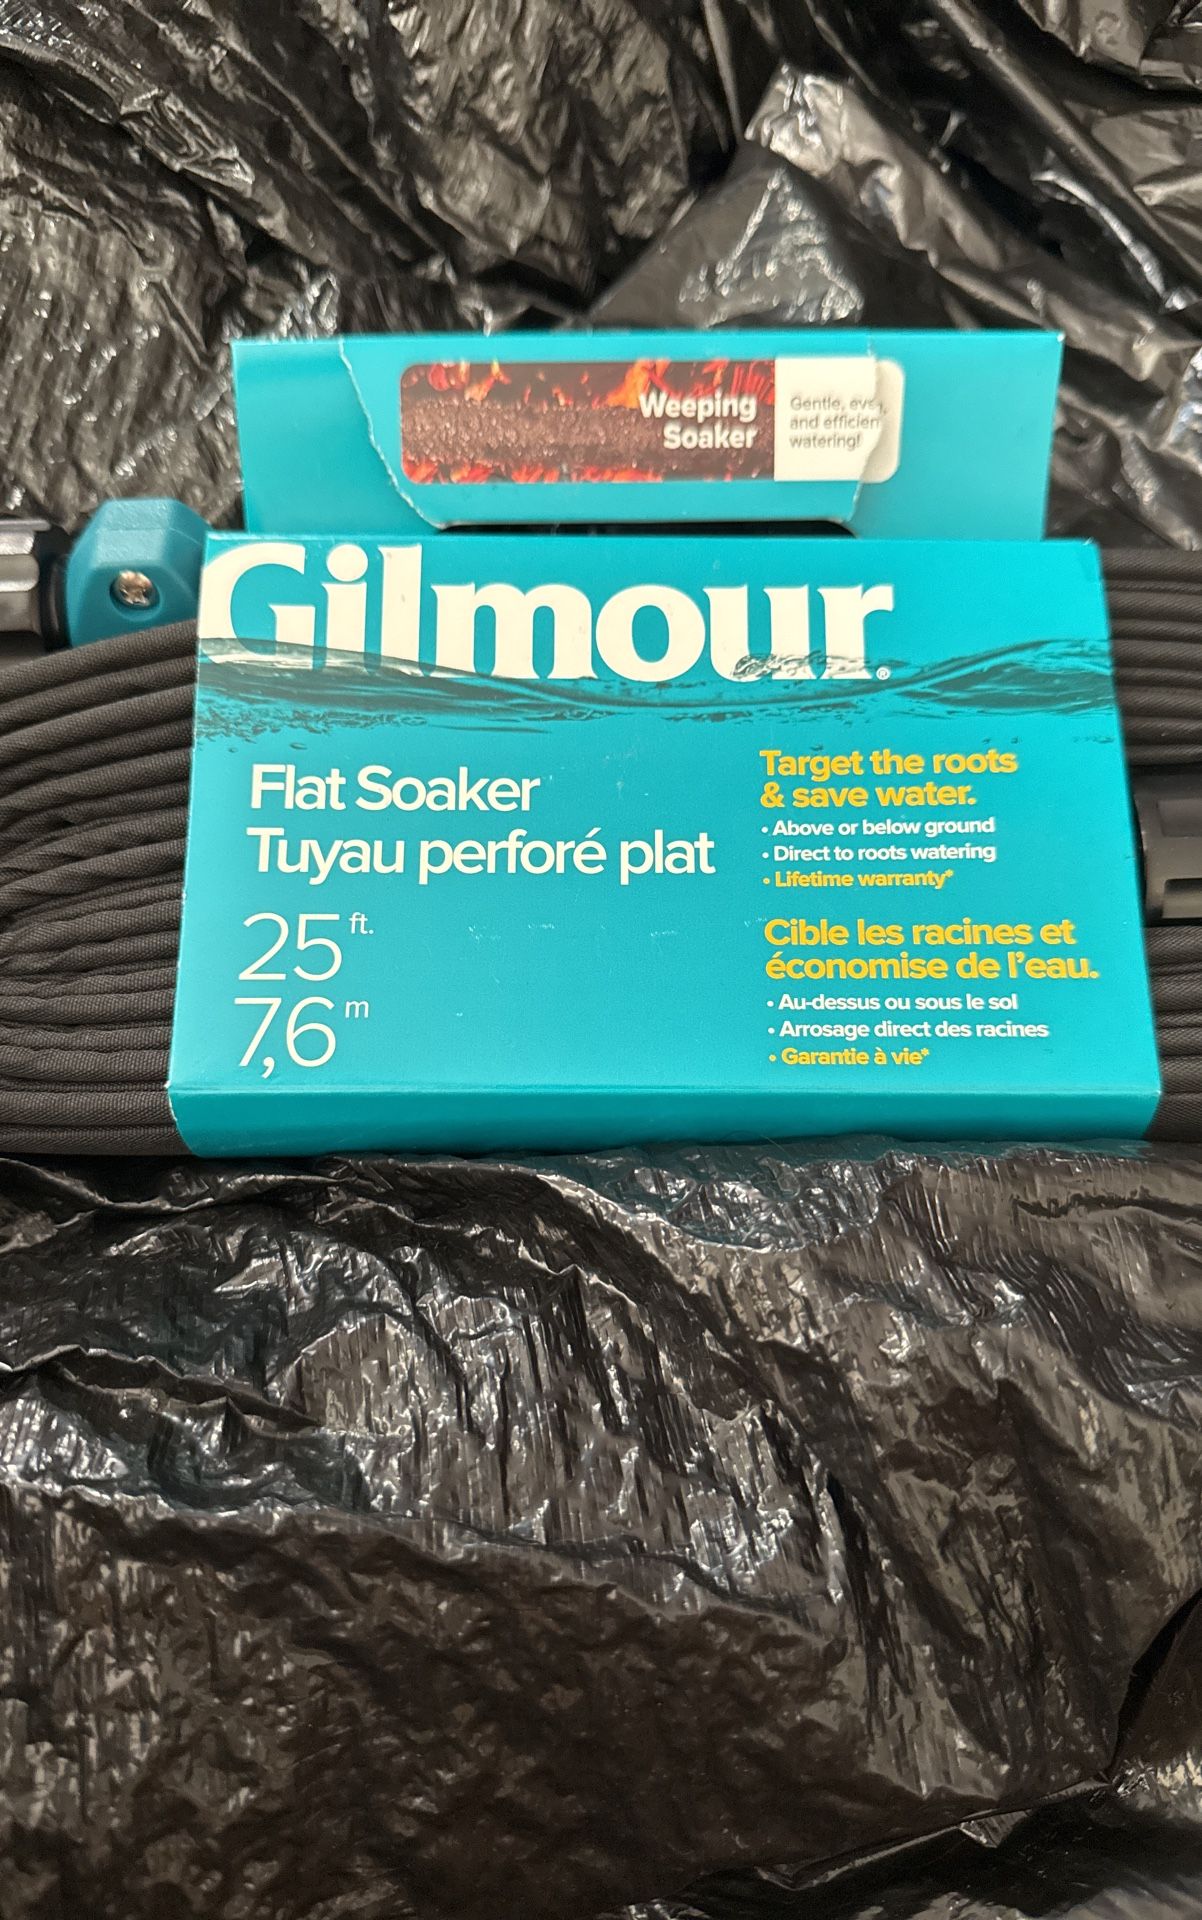 Weeping
Soaker
Gentle,
and
watering!
Gilmour®
Flat Soaker
Tuyau perforé plat
25 ft.
7,6 m
Target the roots
& save water.
• Above or below ground
• Direct to roots watering
• Lifetime warranty*
Cible les racines et
économise de l'eau.
• Au-dessus ou sous le sol
• Arrosage direct des racines
• Garantie à vie*